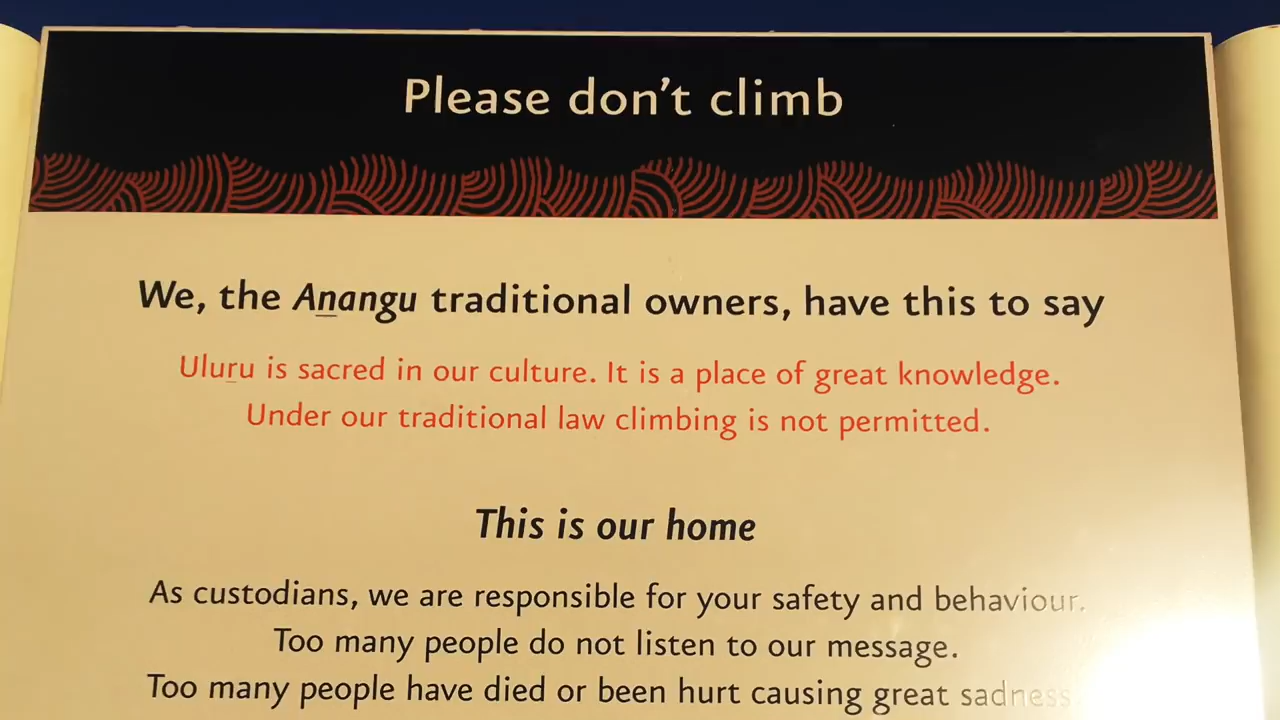 Please don't climb
We, the Aṉangu traditional owners, have this to say
Uluṟu is sacred in our culture. It is a place of great knowledge.
Under our traditional law climbing is not permitted.
This is our home
As custodians, we are responsible for your safety and behaviour.
Too many people do not listen to our message.
Too many people have died or been hurt causing great sadness.